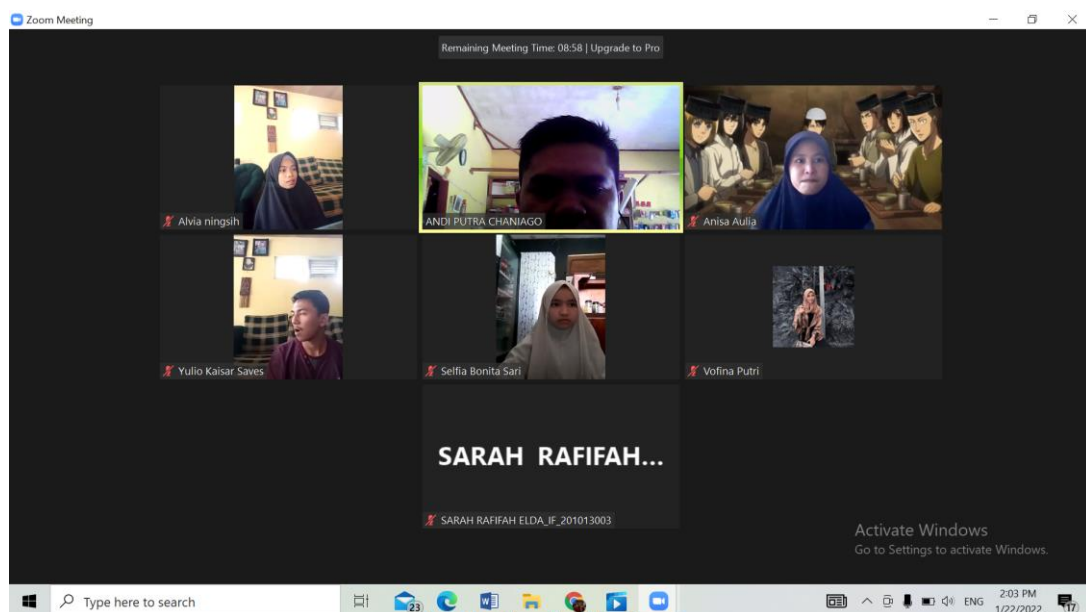 Zoom Meeting
Remaining Meeting Time: 08:58 | Upgrade to Pro
Alvia ningsih
ANDI PUTRA CHANIAGO
Anisa Aulia
Yulio Kaisar Saves
Selfia Bonita Sari
Vofina Putri
SARAH RAFIFAH...
SARAH RAFIFAH ELDA_IF_201013003
Activate Windows
Go to Settings to activate Windows.
Type here to search
23
ENG
2:03 PM
1/22/2022